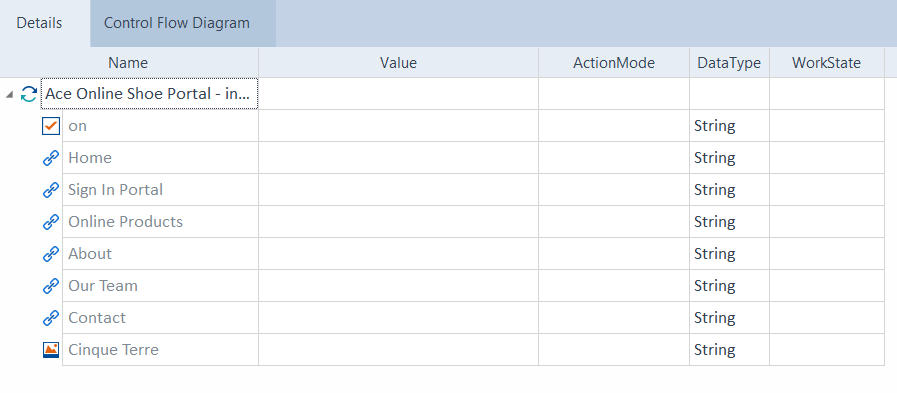 Details Control Flow Diagram
Name Value ActionMode DataType WorkState
Ace Online Shoe Portal - in...
on String
Home String
Sign In Portal String
Online Products String
About String
Our Team String
Contact String
Cinque Terre String